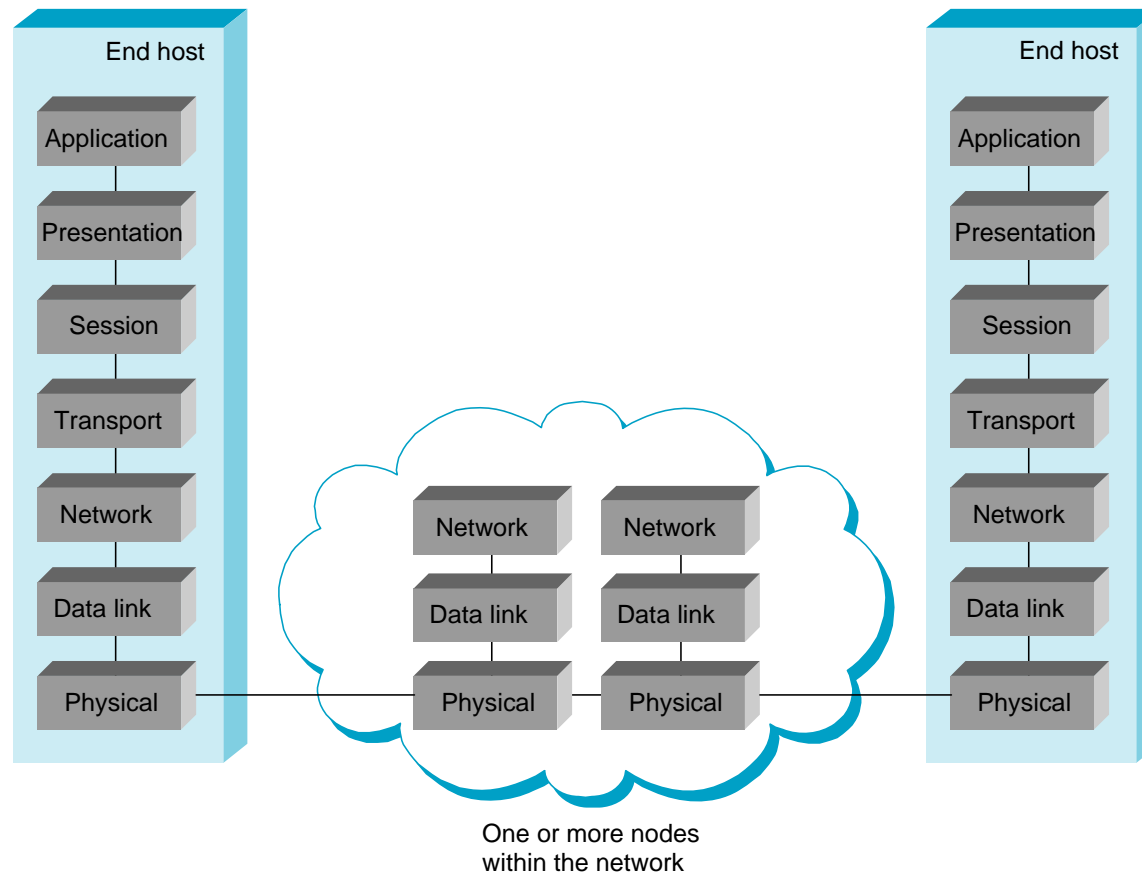 End host
Application
Presentation
Session
Transport
Network
Data link
Physical
Network
Data link
Physical
Network
Data link
Physical
One or more nodes
within the network
End host
Application
Presentation
Session
Transport
Network
Data link
Physical